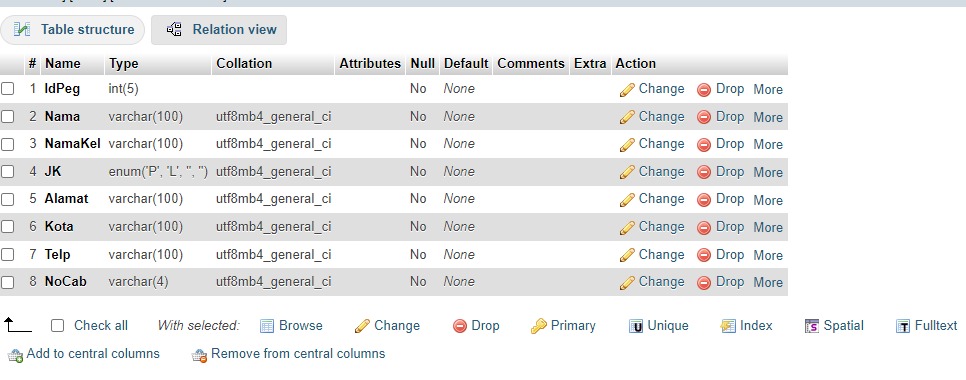 Table structure Relation view
# Name Type Collation Attributes Null Default Comments Extra Action
1 IdPeg int(5) No None Change Drop More
2 Nama varchar(100) utf8mb4_general_ci No None Change Drop More
3 NamaKel varchar(100) utf8mb4_general_ci No None Change Drop More
4 JK enum('P', 'L', '', '') utf8mb4_general_ci No None Change Drop More
5 Alamat varchar(100) utf8mb4_general_ci No None Change Drop More
6 Kota varchar(100) utf8mb4_general_ci No None Change Drop More
7 Telp varchar(100) utf8mb4_general_ci No None Change Drop More
8 NoCab varchar(4) utf8mb4_general_ci No None Change Drop More
Check all With selected: Browse Change Drop Primary Unique Index Spatial Fulltext
Add to central columns Remove from central columns